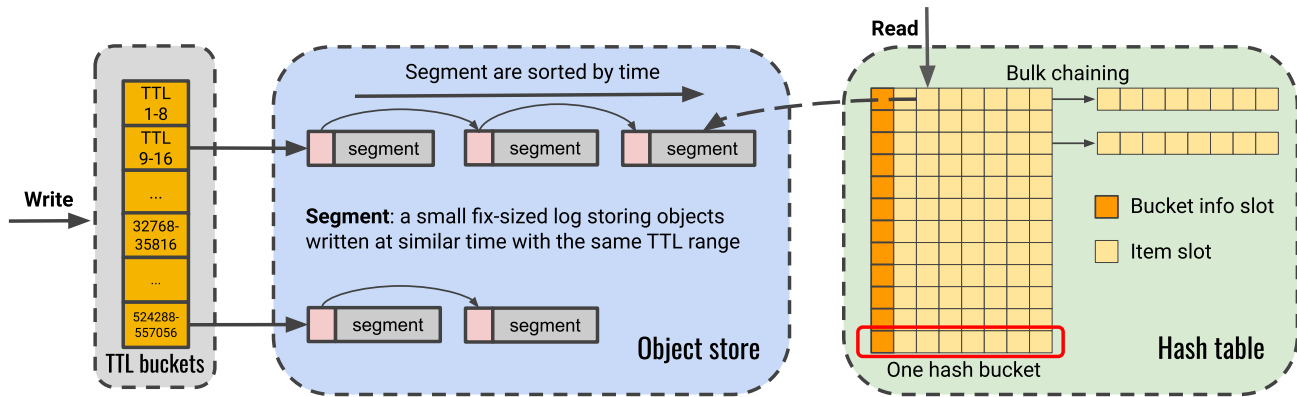 Write
TTL
1-8
TTL
9-16
...
32768-
35816
...
524288-
557056
TTL buckets
Segment are sorted by time
segment
segment
segment
Segment: a small fix-sized log storing objects
written at similar time with the same TTL range
segment
segment
Object store
Read
Bulk chaining
Bucket info slot
Item slot
One hash bucket
Hash table